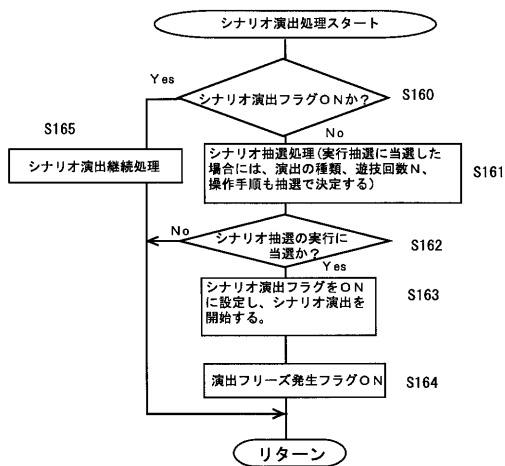 シナリオ演出処理スタート
Yes
シナリオ演出フラグONか?
S160
S165
No
シナリオ演出継続処理
シナリオ抽選処理(実行抽選に当選した
場合には、演出の種類、遊技回数N、
操作手順も抽選で決定する)
S161
No
シナリオ抽選の実行に
当選か?
S162
Yes
シナリオ演出フラグをON
に設定し、シナリオ演出を
開始する。
S163
演出フリーズ発生フラグON
S164
リターン